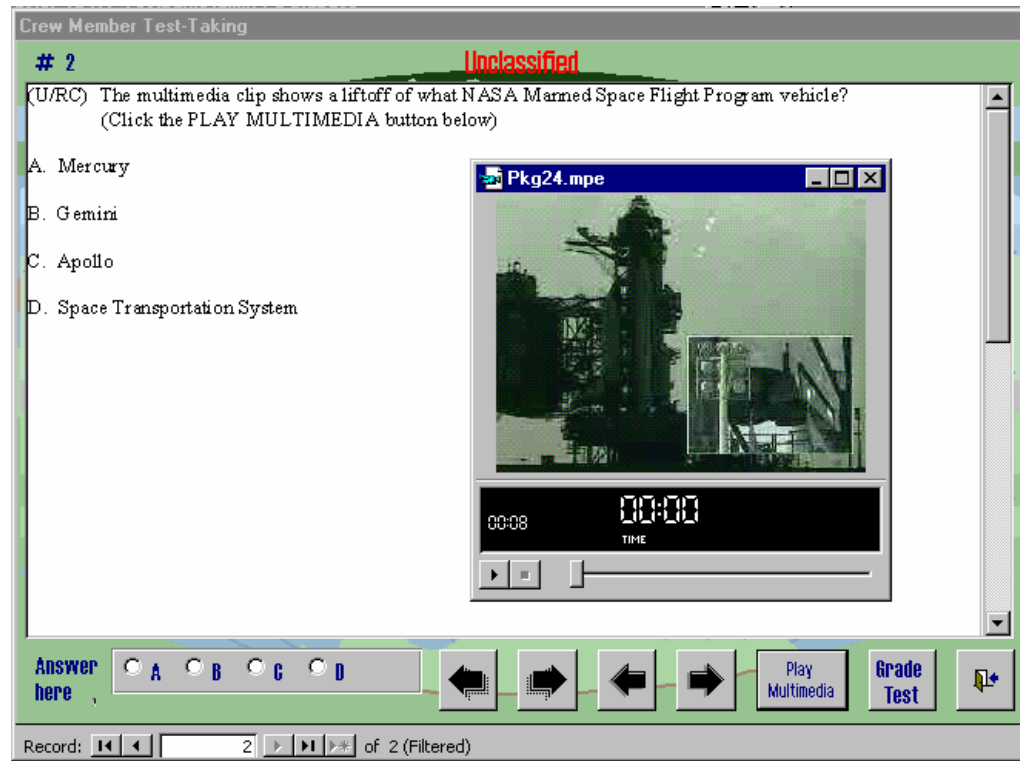 Crew Member Test-Taking
# 2
Unclassified
(U/RC) The multimedia clip shows a liftoff of what NASA Manned Space Flight Program vehicle?
(Click the PLAY MULTIMEDIA button below)
A. Mercury
B. Gemini
C. Apollo
D. Space Transportation System
Pkg24.mpe
00:08
00:00
TIME
Answer
here ,
A B C D
Play
Multimedia
Grade
Test
Record: 2 of 2 (Filtered)